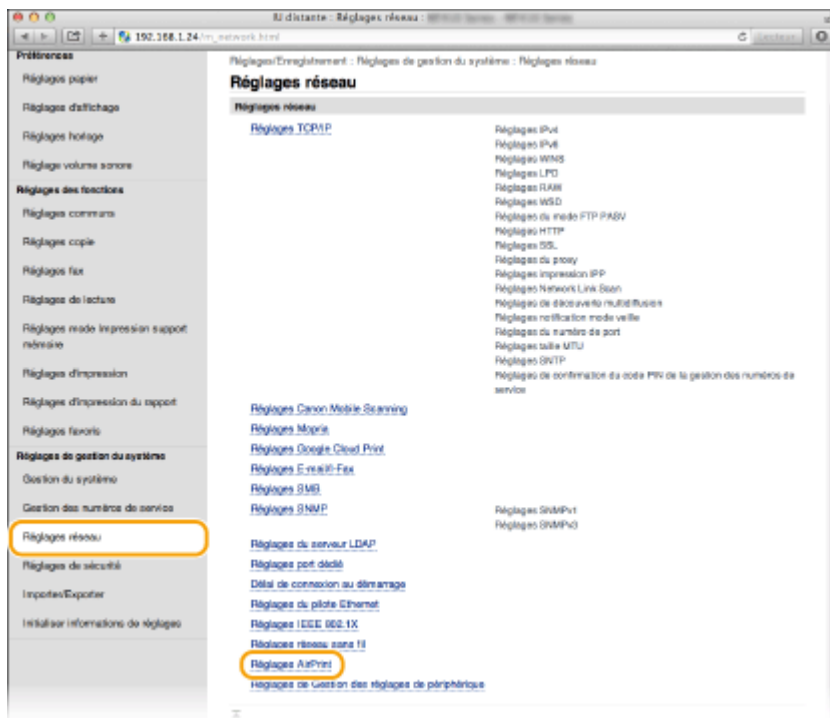 IU distante : Réglages réseau :
192.168.1.24/m_network.html
Lecteur
Préférences
Réglages papier
Réglages d'affichage
Réglages horloge
Réglage volume sonore
Réglages des fonctions
Réglages communs
Réglages copie
Réglages fax
Réglages de lecture
Réglages mode Impression support
mémoire
Réglages d'impression
Réglages d'impression du rapport
Réglages favoris
Réglages de gestion du système
Gestion du système
Gestion des numéros de service
Réglages réseau
Réglages de sécurité
Importer/Exporter
Initialiser informations de réglages
Réglages/Enregistrement : Réglages de gestion du système : Réglages réseau
Réglages réseau
Réglages réseau
Réglages TCP/IP
Réglages IPv4
Réglages IPv6
Réglages WINS
Réglages LPD
Réglages RAW
Réglages WSD
Réglages du mode FTP PASV
Réglages HTTP
Réglages SSL
Réglages du proxy
Réglages impression IPP
Réglages Network Link Scan
Réglages de découverte multidiffusion
Réglages notification mode veille
Réglages du numéro de port
Réglages taille MTU
Réglages SNTP
Réglages de confirmation du code PIN de la gestion des numéros de
service
Réglages Canon Mobile Scanning
Réglages Mopria
Réglages Google Cloud Print
Réglages E-mail/I-Fax
Réglages SMB
Réglages SNMP
Réglages SNMPv1
Réglages SNMPv3
Réglages du serveur LDAP
Réglages port dédié
Délai de connexion au démarrage
Réglages du pilote Ethernet
Réglages IEEE 802.1X
Réglages réseau sans fil
Réglages AirPrint
Réglages de Gestion des réglages de périphérique